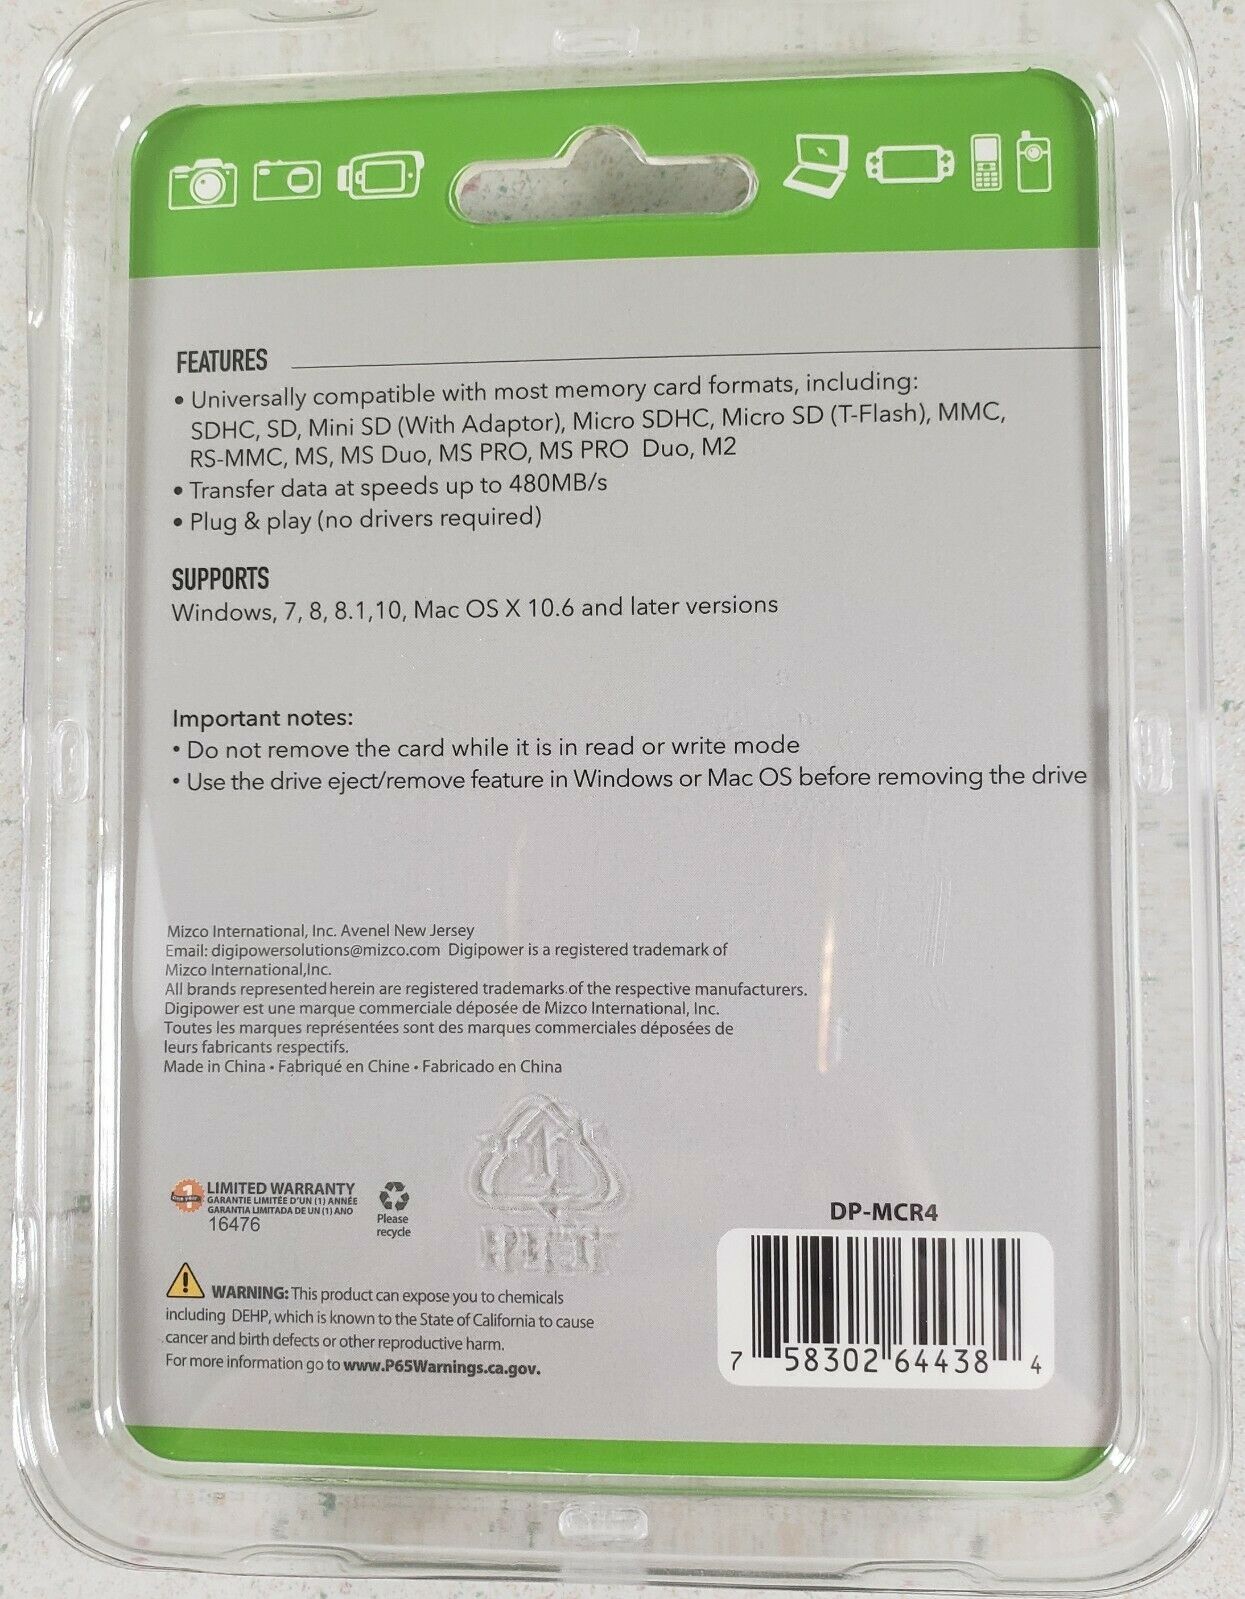 FEATURES
• Universally compatible with most memory card formats, including:
SDHC, SD, Mini SD (With Adaptor), Micro SDHC, Micro SD (T-Flash), MMC,
RS-MMC, MS, MS Duo, MS PRO, MS PRO Duo, M2
• Transfer data at speeds up to 480MB/s
• Plug & play (no drivers required)
SUPPORTS
Windows, 7, 8, 8.1,10, Mac OS X 10.6 and later versions
Important notes:
• Do not remove the card while it is in read or write mode
• Use the drive eject/remove feature in Windows or Mac OS before removing the drive
Mizco International, Inc. Avenel New Jersey
Email: digipowersolutions@mizco.com Digipower is a registered trademark of
Mizco International,Inc.
All brands represented herein are registered trademarks of the respective manufacturers.
Digipower est une marque commerciale déposée de Mizco International, Inc.
Toutes les marques représentées sont des marques commerciales déposées de
leurs fabricants respectifs.
Made in China • Fabriqué en Chine • Fabricado en China
1
PETE
1
one year
LIMITED WARRANTY
GARANTIE LIMITÉE D'UN (1) ANNÉE
GARANTIA LIMITADA DE UN (1) ANO
16476
Please
recycle
WARNING: This product can expose you to chemicals
including DEHP, which is known to the State of California to cause
cancer and birth defects or other reproductive harm.
For more information go to www.P65Warnings.ca.gov.
DP-MCR4
7 58302 64438 4